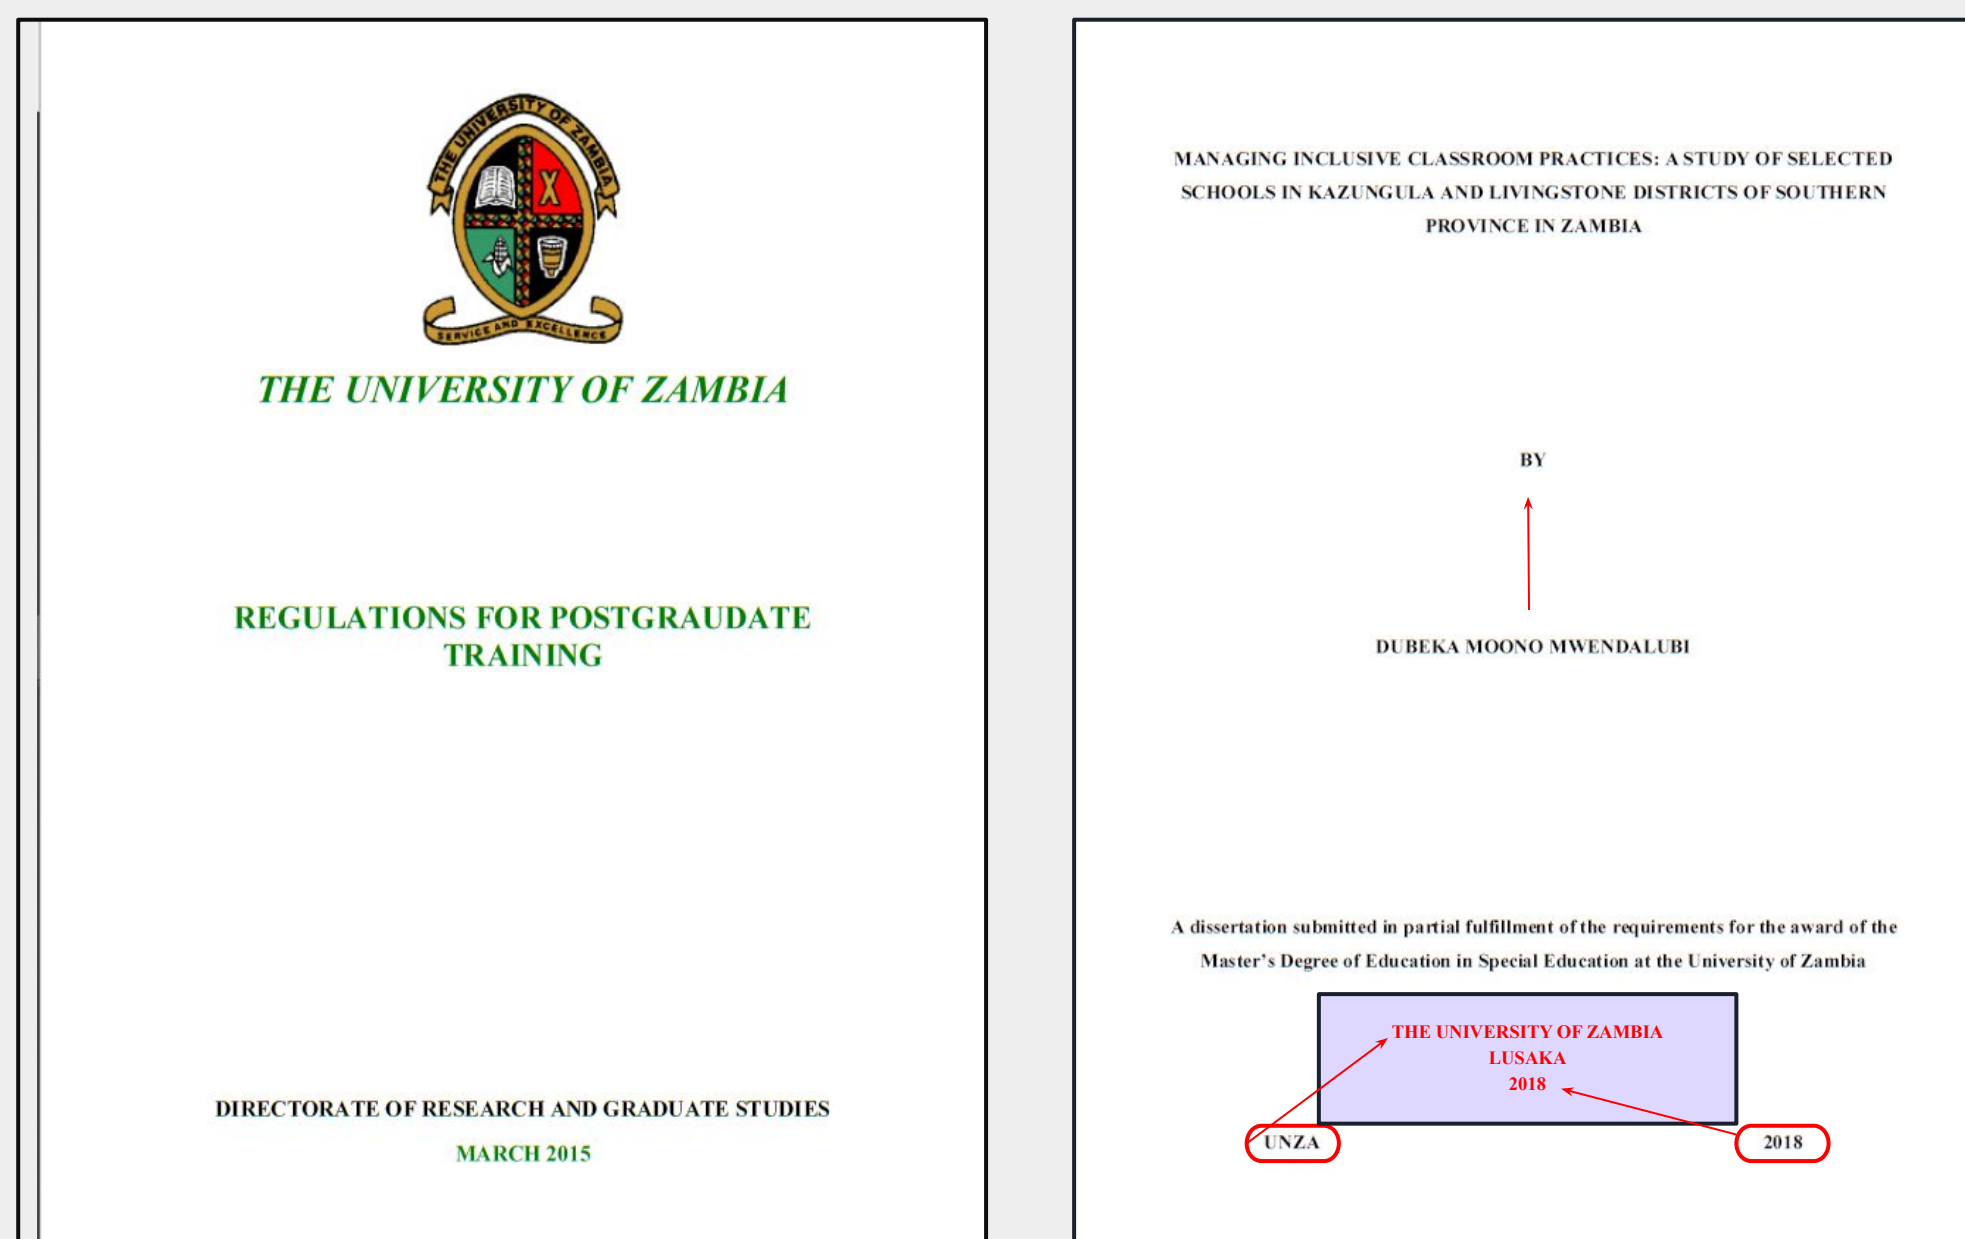 THE UNIVERSITY OF ZAMBIA
SERVICE AND EXCELLENCE
THE UNIVERSITY OF ZAMBIA
REGULATIONS FOR POSTGRAUDATE
TRAINING
DIRECTORATE OF RESEARCH AND GRADUATE STUDIES
MARCH 2015
MANAGING INCLUSIVE CLASSROOM PRACTICES: A STUDY OF SELECTED
SCHOOLS IN KAZUNGULA AND LIVINGSTONE DISTRICTS OF SOUTHERN
PROVINCE IN ZAMBIA
BY
DUBEKA MOONO MWENDALUBI
A dissertation submitted in partial fulfillment of the requirements for the award of the
Master’s Degree of Education in Special Education at the University of Zambia
THE UNIVERSITY OF ZAMBIA
LUSAKA
2018
UNZA 2018